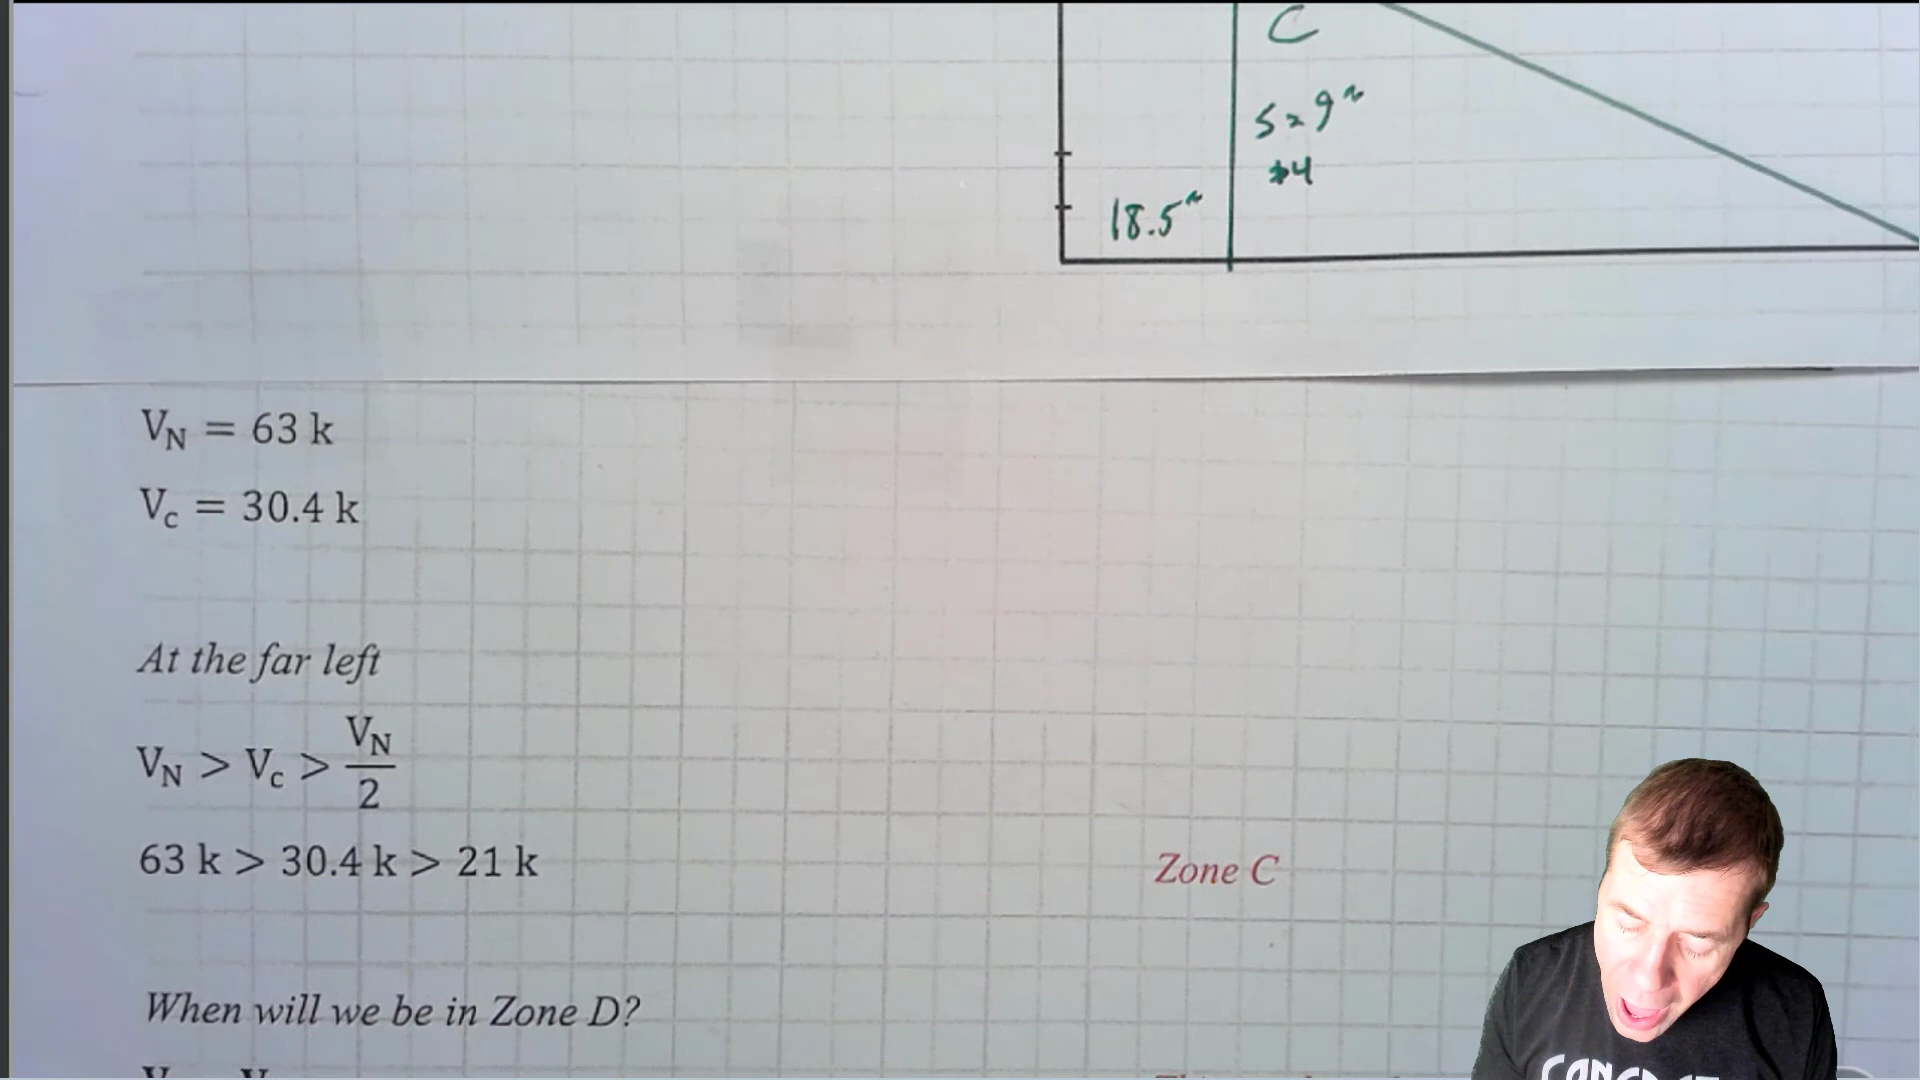 C
S = 9"
#4
18.5"
V_N = 63 k
V_c = 30.4 k
At the far left
V_N > V_c > V_N/2
63 k > 30.4 k > 21 k
Zone C
When will we be in Zone D?